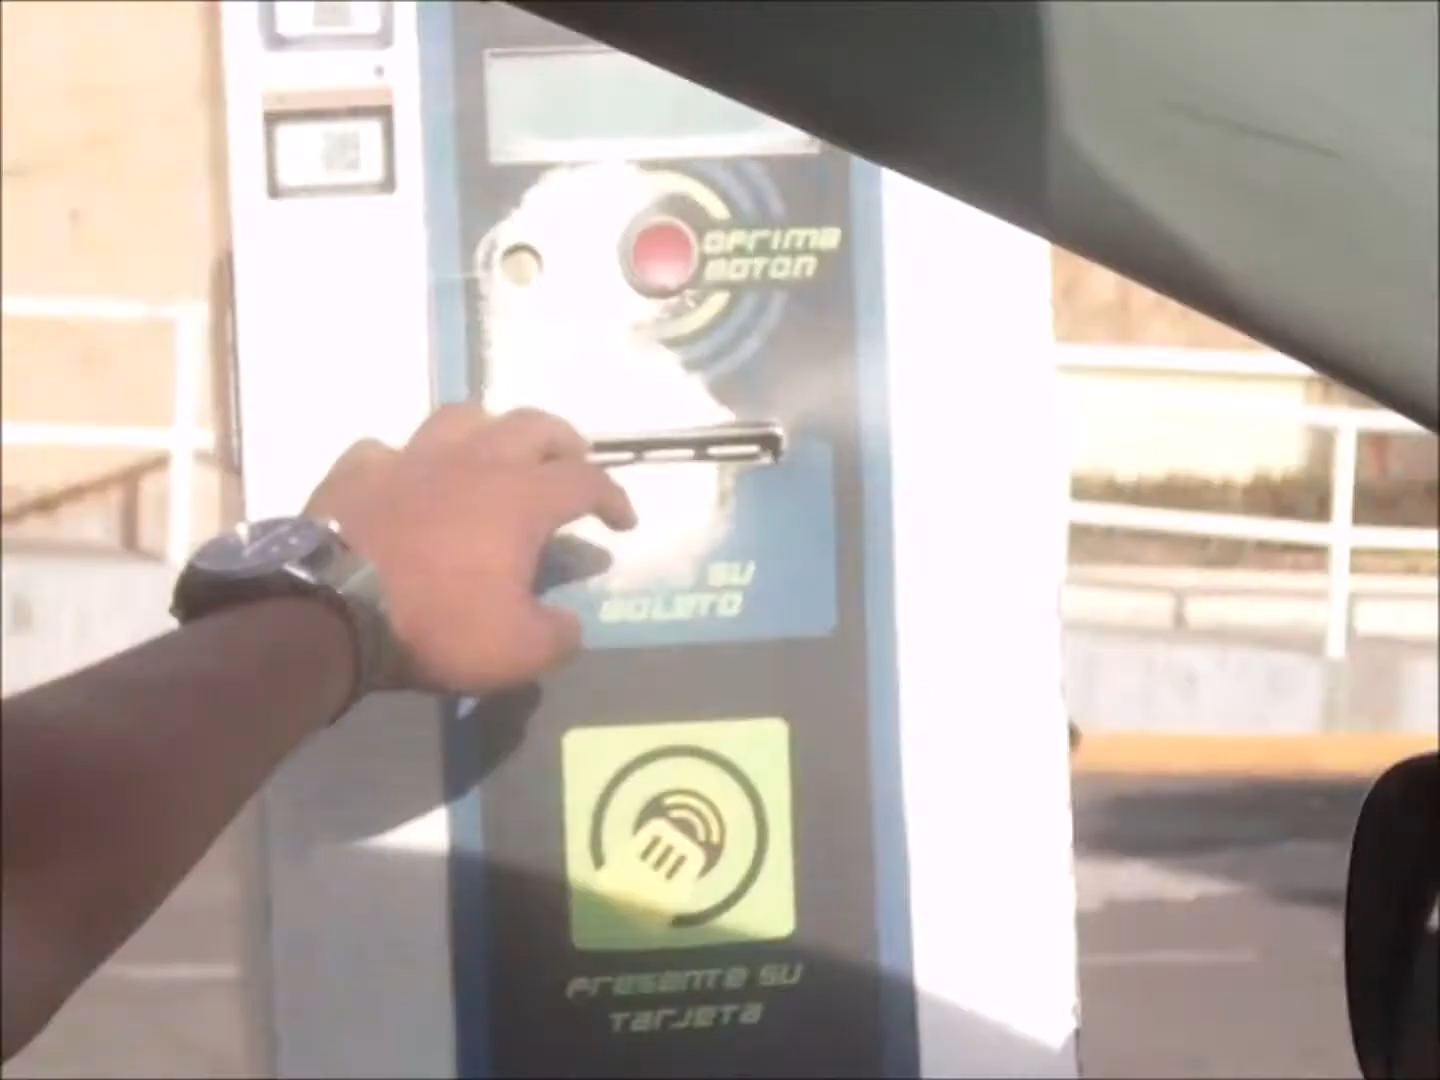 OPRIMA
BOTON
SU
BOLETO
PRESENTE SU
TARJETA